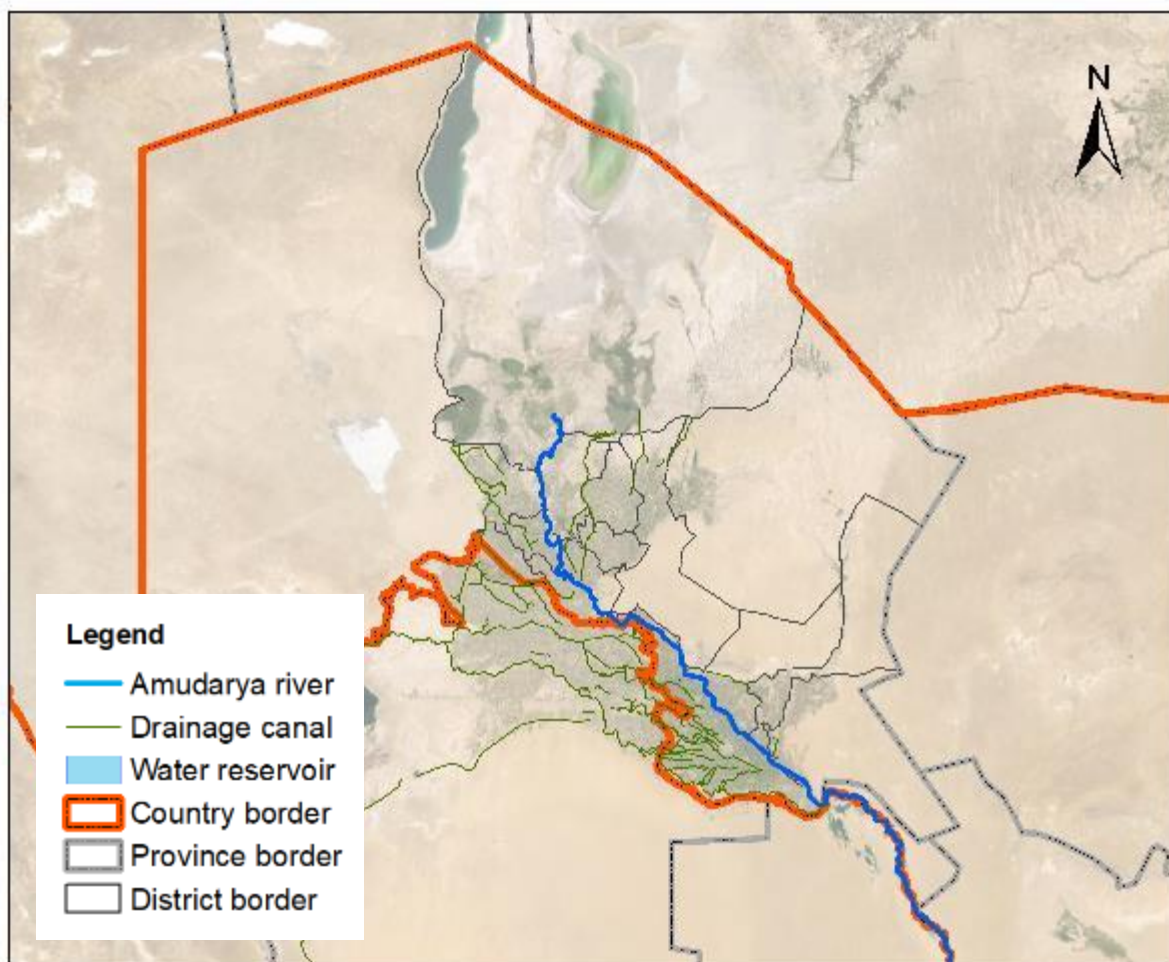 N
Legend
Amudarya river
Drainage canal
Water reservoir
Country border
Province border
District border